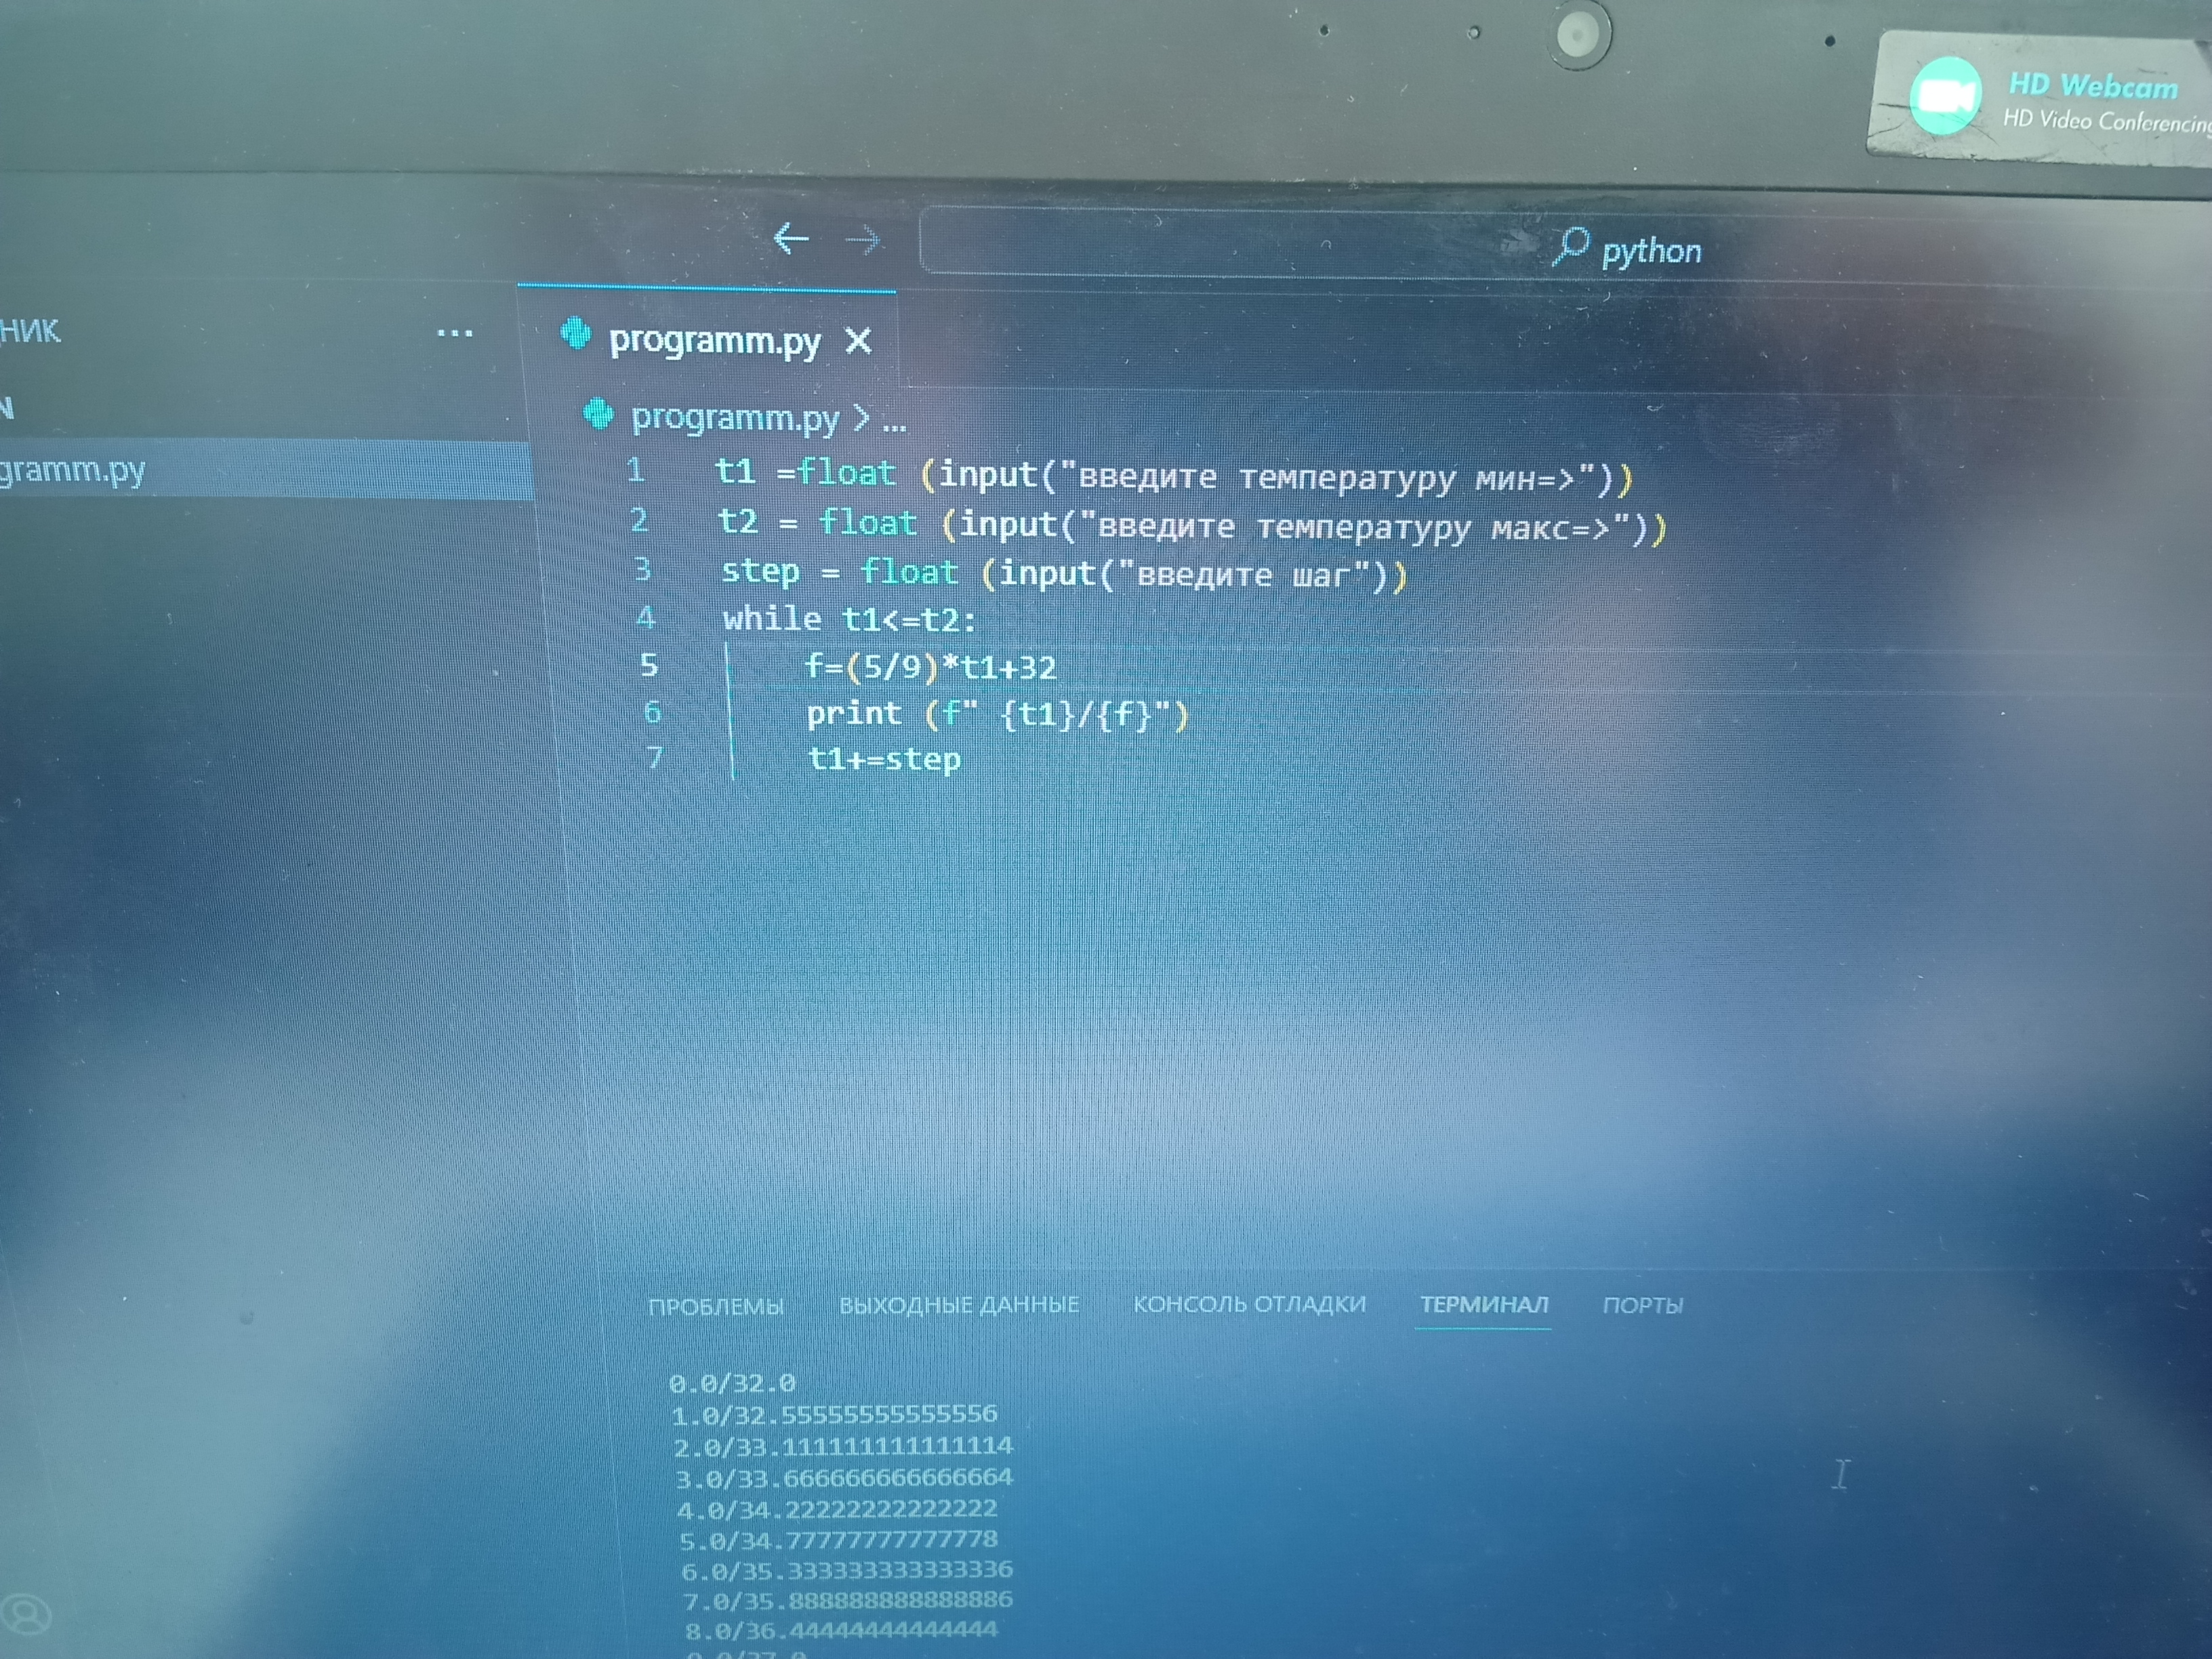 HD Webcam
HD Video Conferencing
python
НИК
...
programm.py
N
programm.py > ...
gramm.py
1 t1 =float (input("введите температуру мин=>"))
2 t2 = float (input("введите температуру макс=>"))
3 step = float (input("введите шаг"))
4 while t1<=t2:
5 f=(5/9)*t1+32
6 print (f" {t1}/{f}")
7 t1+=step
ПРОБЛЕМЫ ВЫХОДНЫЕ ДАННЫЕ КОНСОЛЬ ОТЛАДКИ ТЕРМИНАЛ ПОРТЫ
0.0/32.0
1.0/32.55555555555556
2.0/33.111111111111114
3.0/33.666666666666664
4.0/34.22222222222222
5.0/34.77777777777778
6.0/35.333333333333336
7.0/35.888888888888886
8.0/36.44444444444444